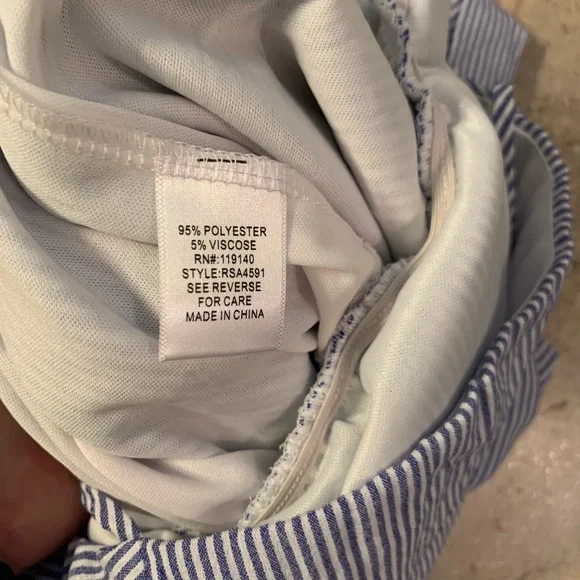 95% POLYESTER
5% VISCOSE
RN#:119140
STYLE:RSA4591
SEE REVERSE
FOR CARE
MADE IN CHINA